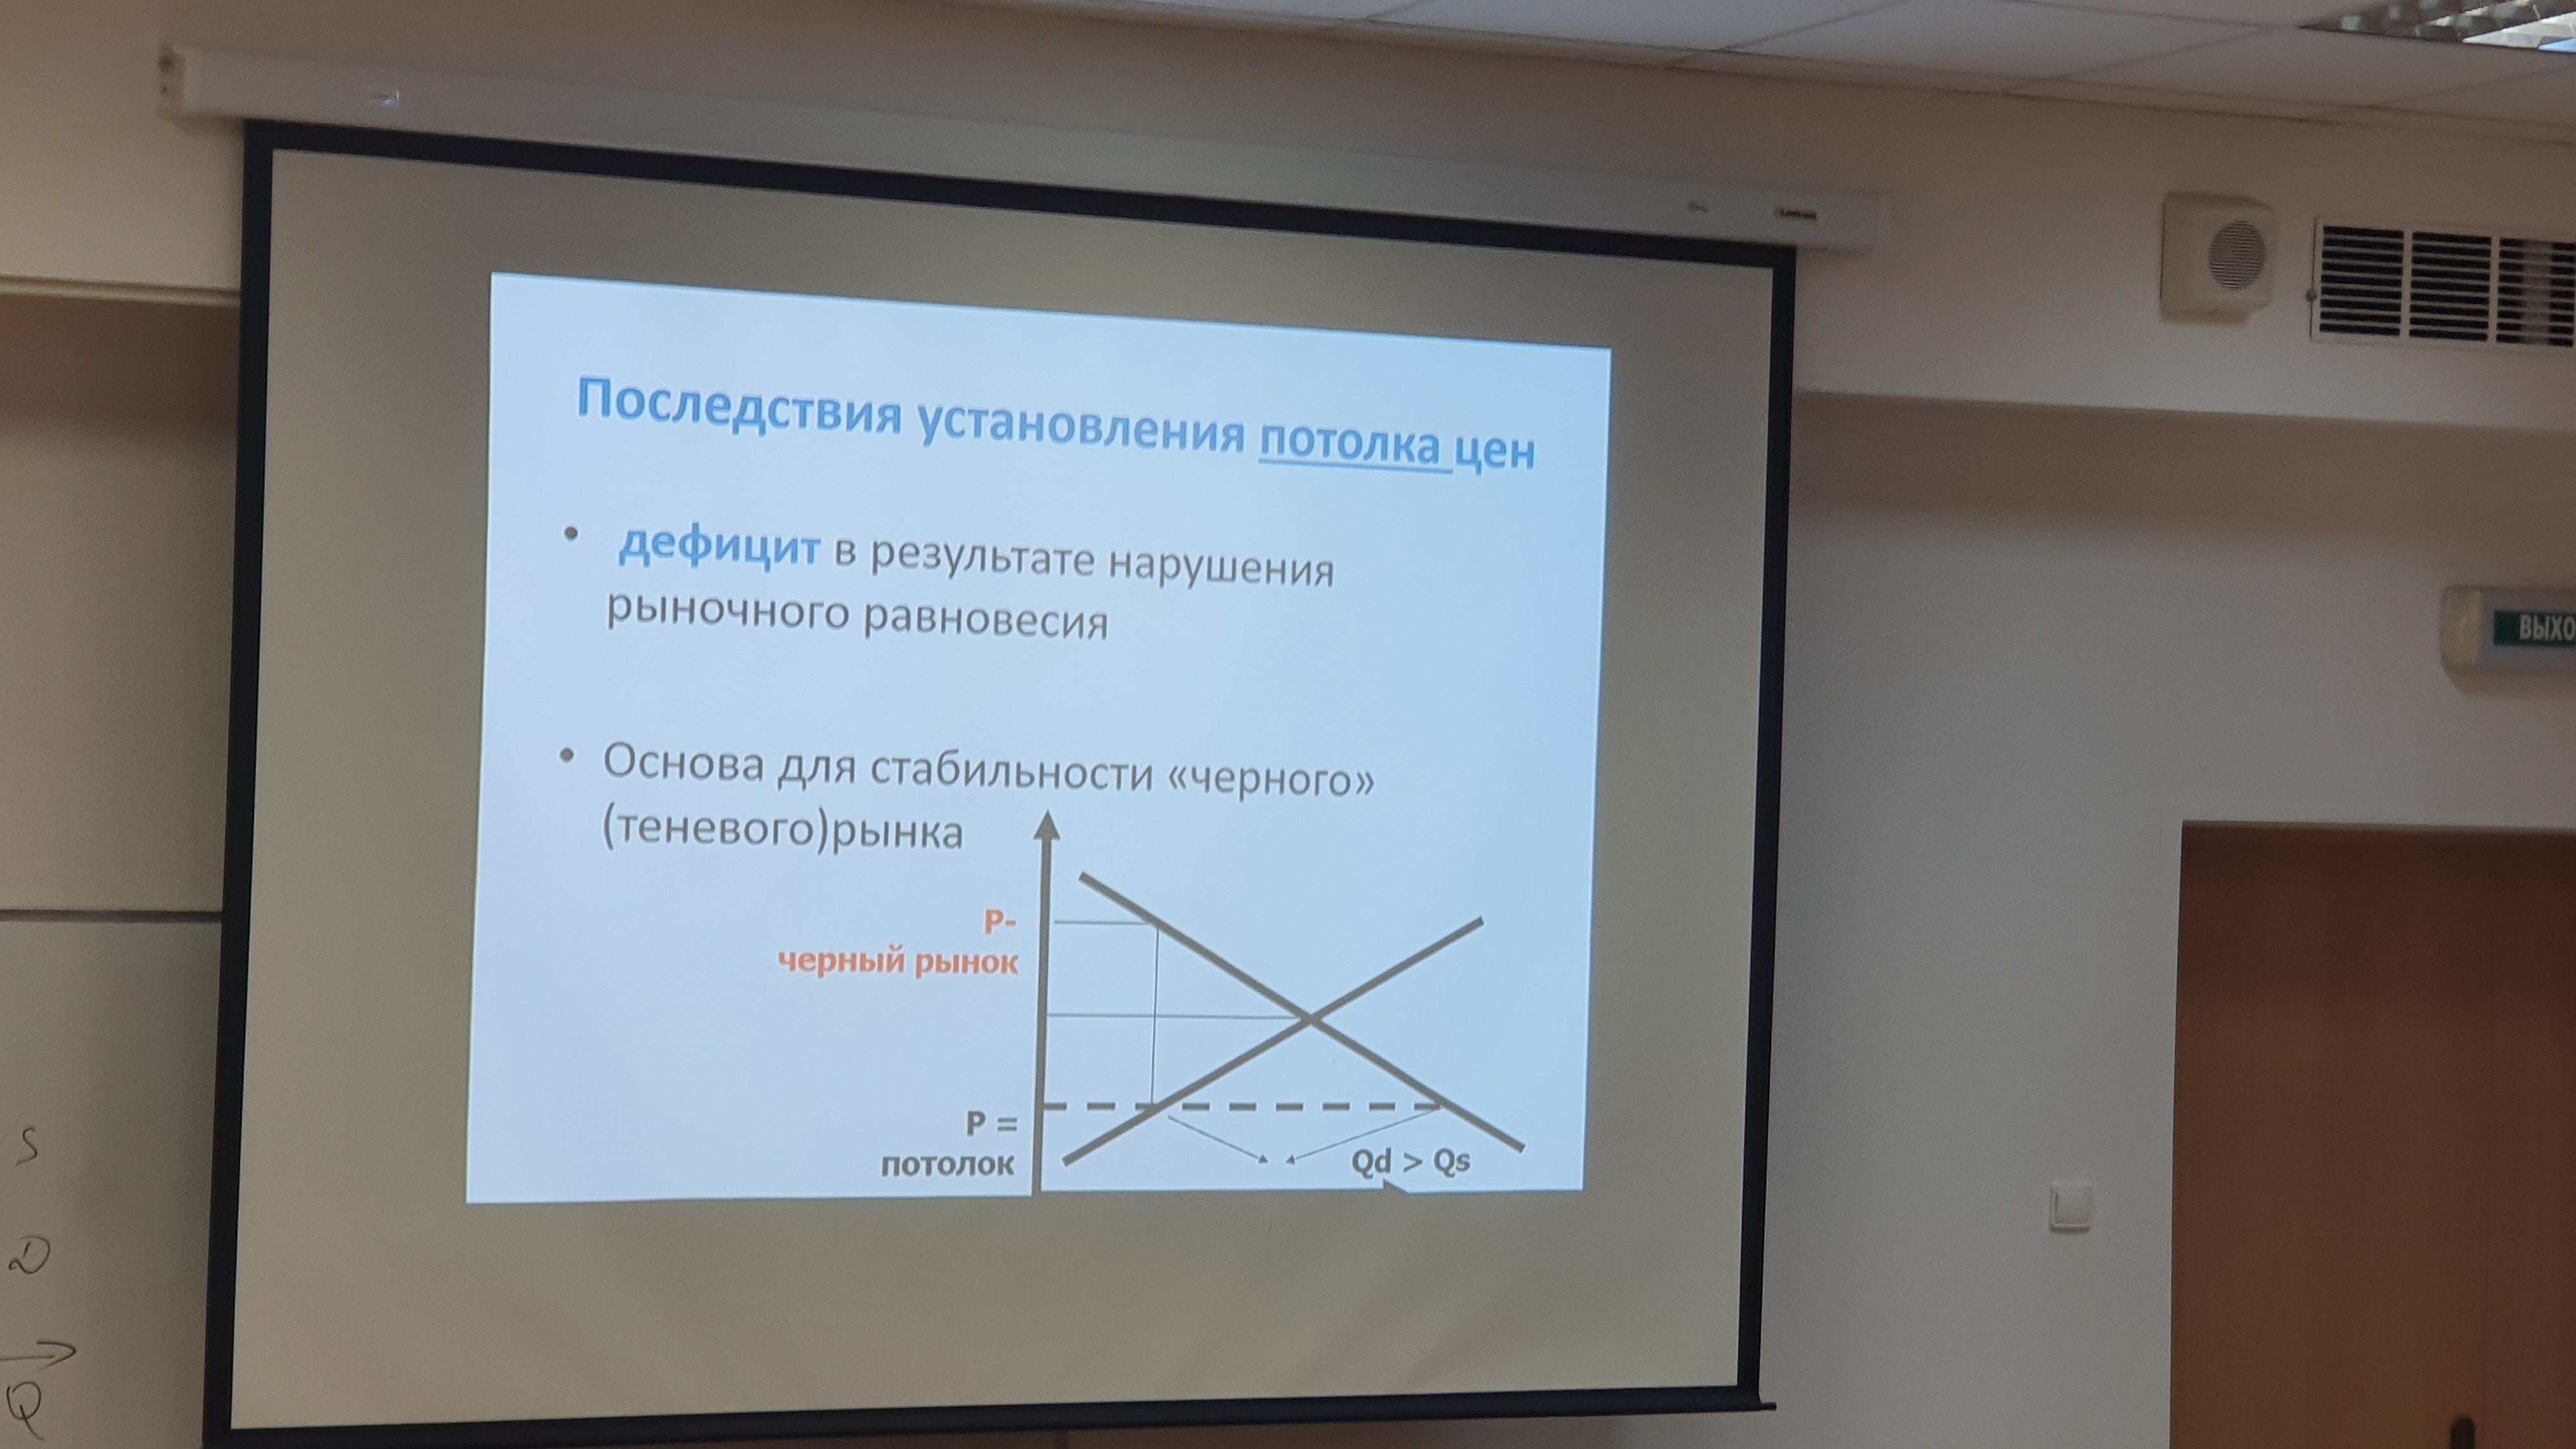 Последствия установления потолка цен
• дефицит в результате нарушения
рыночного равновесия
• Основа для стабильности «черного»
(теневого)рынка
P-
черный рынок
P =
потолок
Qd > Qs
S
D
Q
ВЫХО